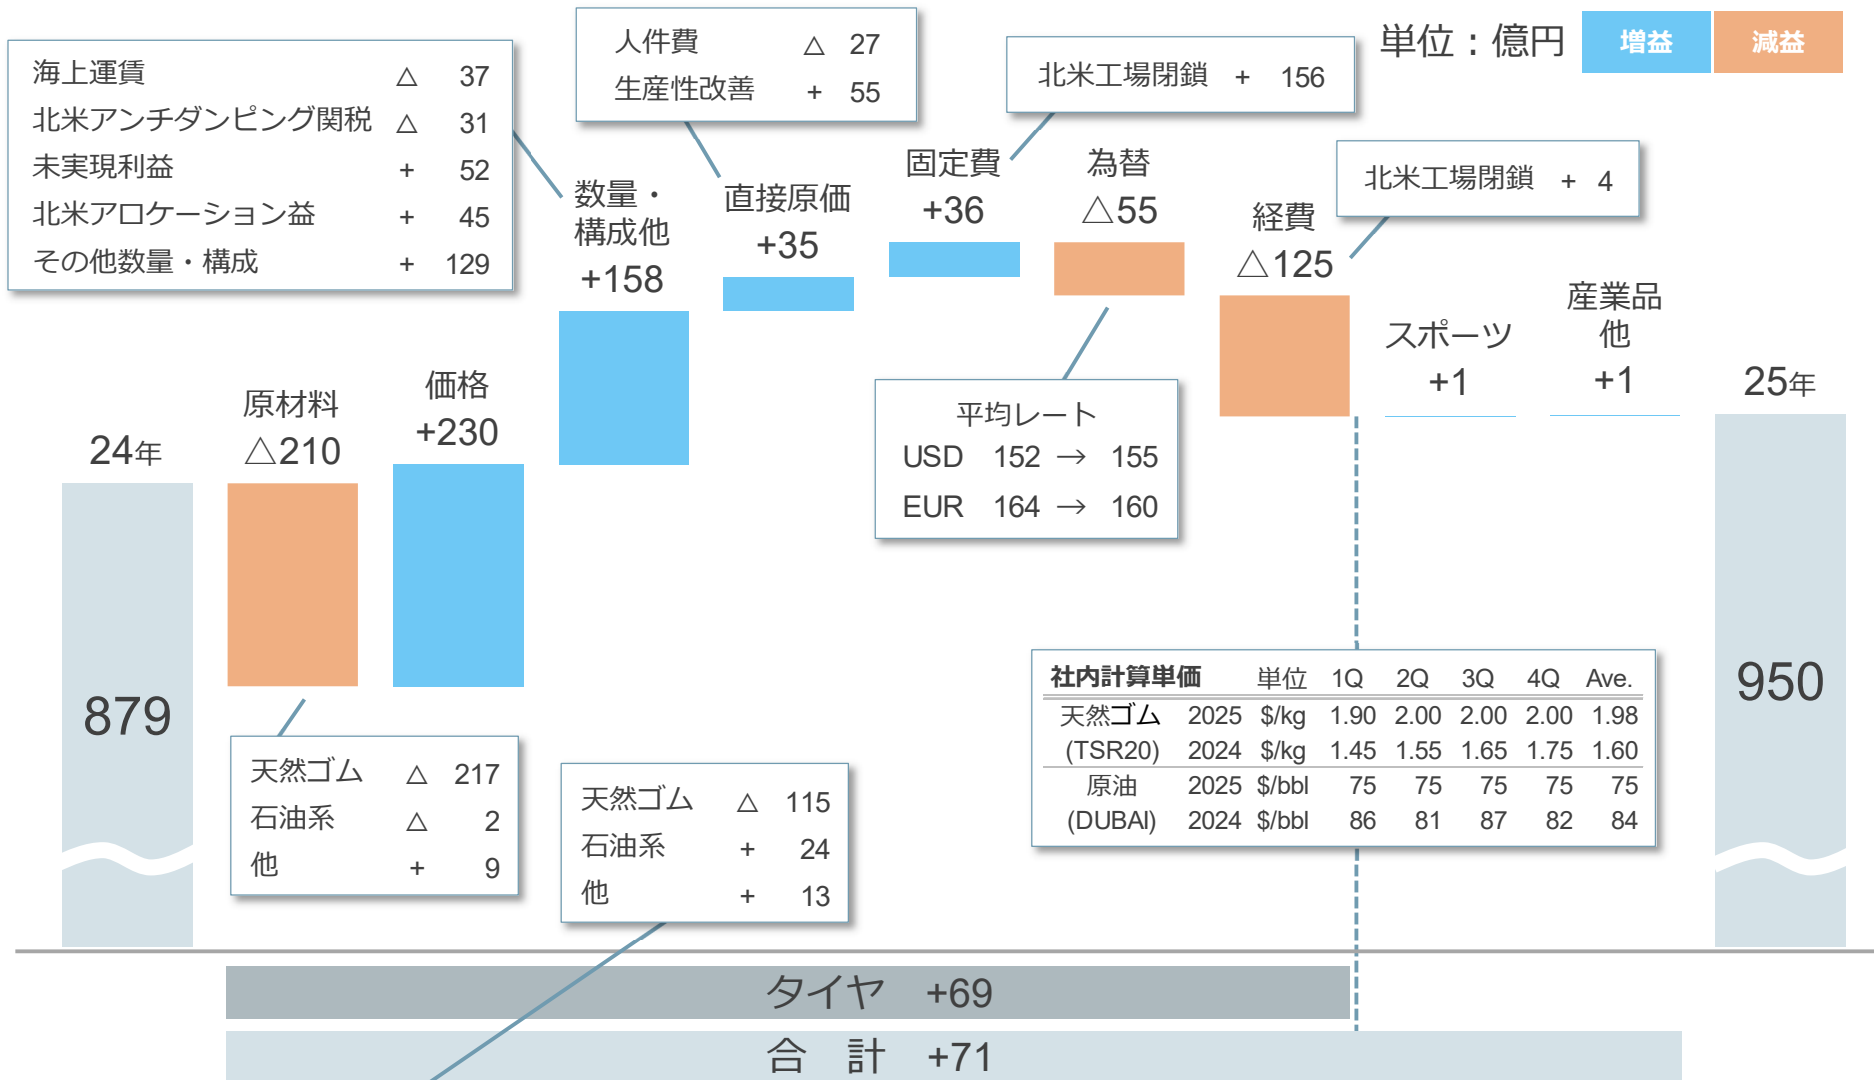 単位：億円 増益 減益
海上運賃 △ 37
北米アンチダンピング関税 △ 31
未実現利益 + 52
北米アロケーション益 + 45
その他数量・構成 + 129
人件費 △ 27
生産性改善 + 55
北米工場閉鎖 + 156
北米工場閉鎖 + 4
24年
879
原材料
△210
価格
+230
数量・
構成他
+158
直接原価
+35
固定費
+36
為替
△55
経費
△125
スポーツ
+1
産業品
他
+1
25年
950
平均レート
USD 152 → 155
EUR 164 → 160
天然ゴム △ 217
石油系 △ 2
他 + 9
天然ゴム △ 115
石油系 + 24
他 + 13
社内計算単価 単位 1Q 2Q 3Q 4Q Ave.
天然ゴム 2025 $/kg 1.90 2.00 2.00 2.00 1.98
(TSR20) 2024 $/kg 1.45 1.55 1.65 1.75 1.60
原油 2025 $/bbl 75 75 75 75 75
(DUBAI) 2024 $/bbl 86 81 87 82 84
タイヤ +69
合 計 +71